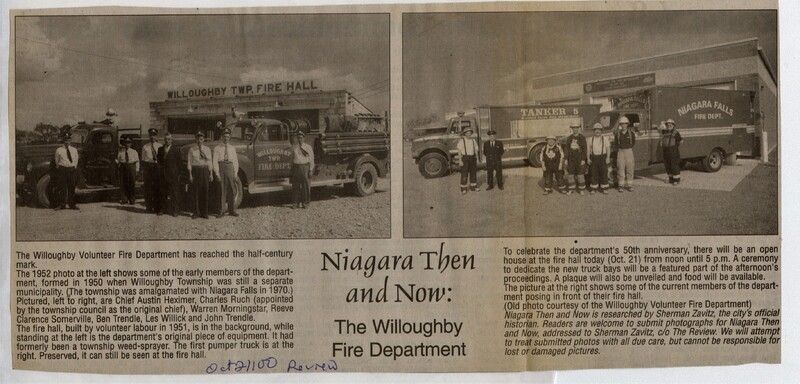 WILLOUGHBY TWP. FIRE HALL
WILLOUGHBY
TWP.
FIRE DEPT.
TANKER 5
NIAGARA FALLS
FIRE DEPT.
The Willoughby Volunteer Fire Department has reached the half-century
mark.
The 1952 photo at the left shows some of the early members of the depart-
ment, formed in 1950 when Willoughby Township was still a separate
municipality. (The township was amalgamated with Niagara Falls in 1970.)
Pictured, left to right, are Chief Austin Heximer, Charles Ruch (appointed
by the township council as the original chief), Warren Morningstar, Reeve
Clarence Somerville, Ben Trendle, Les Willick and John Trendle.
The fire hall, built by volunteer labour in 1951, is in the background, while
standing at the left is the department's original piece of equipment. It had
formerly been a township weed-sprayer. The first pumper truck is at the
right. Preserved, it can still be seen at the fire hall.
Niagara Then
and Now:
The Willoughby
Fire Department
To celebrate the department's 50th anniversary, there will be an open
house at the fire hall today (Oct. 21) from noon until 5 p.m. A ceremony
to dedicate the new truck bays will be a featured part of the afternoon's
proceedings. A plaque will also be unveiled and food will be available.
The picture at the right shows some of the current members of the depart-
ment posing in front of their fire hall.
(Old photo courtesy of the Willoughby Volunteer Fire Department)
Niagara Then and Now is researched by Sherman Zavitz, the city's official
historian. Readers are welcome to submit photographs for Niagara Then
and Now, addressed to Sherman Zavitz, c/o The Review. We will attempt
to treat submitted photos with all due care, but cannot be responsible for
lost or damaged pictures.
Oct 21/00 Review